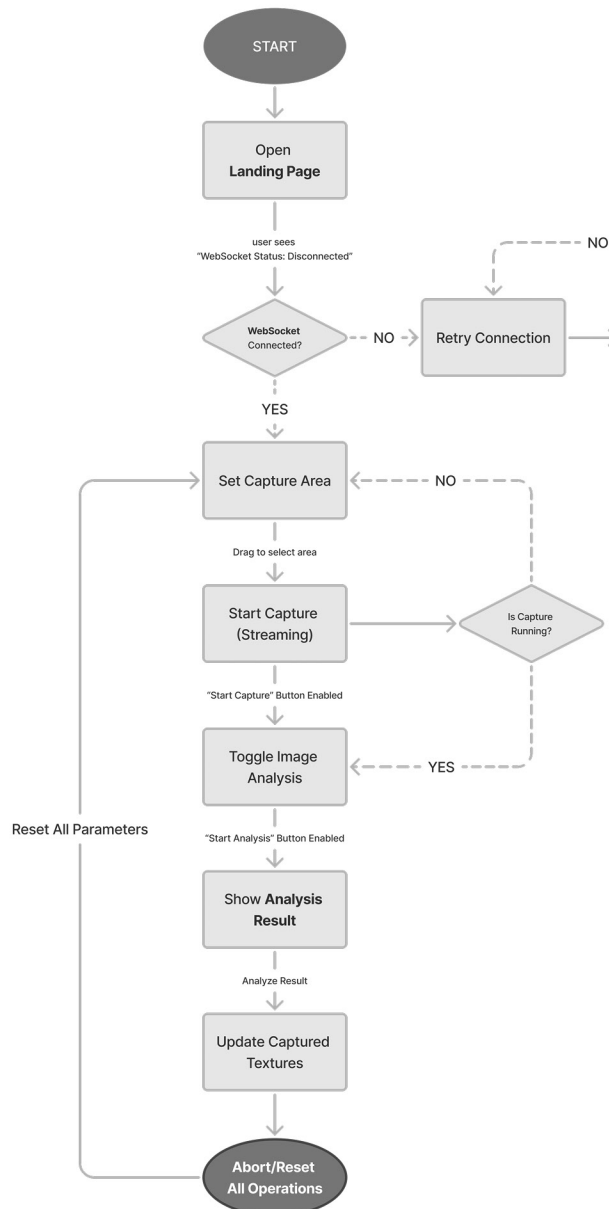 START
Open
Landing Page
user sees
“WebSocket Status: Disconnected”
NO
WebSocket
Connected?
NO
Retry Connection
YES
Set Capture Area
NO
Drag to select area
Start Capture
(Streaming)
Is Capture
Running?
“Start Capture” Button Enabled
Toggle Image
Analysis
YES
Reset All Parameters
“Start Analysis” Button Enabled
Show Analysis
Result
Analyze Result
Update Captured
Textures
Abort/Reset
All Operations